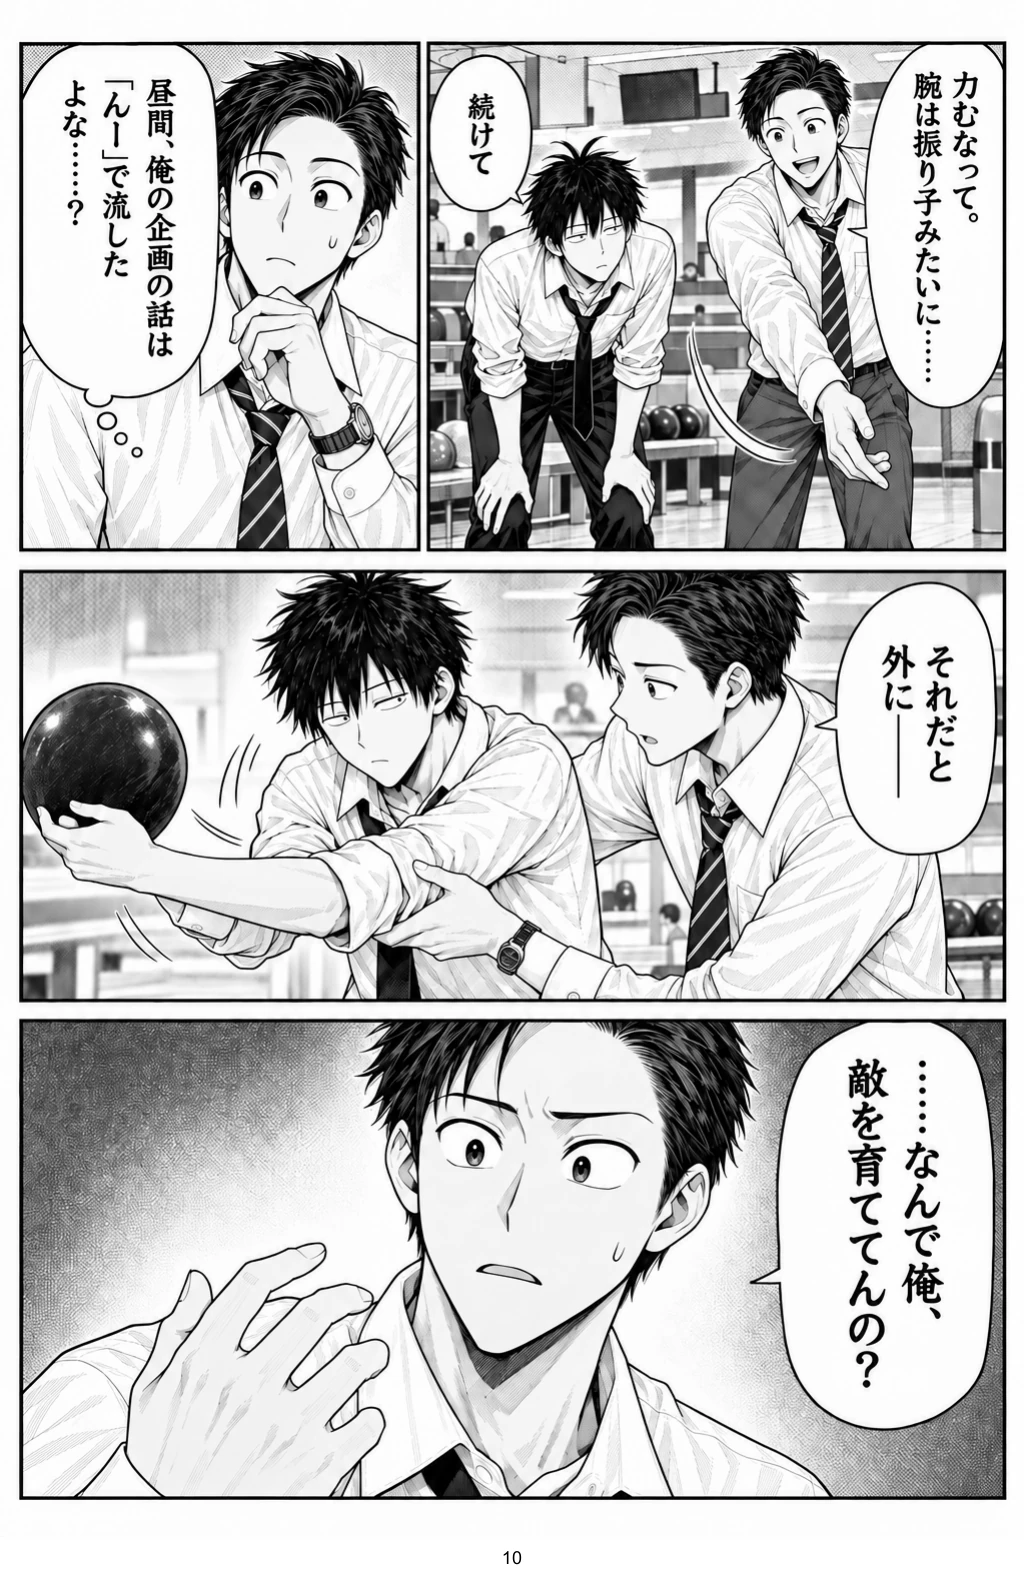 力むなって。
腕は振り子みたいに……
続けて
昼間、俺の企画の話は
「んー」で流した
よな……？
それだと
外に――
……なんで俺、
敵を育ててんの？
10